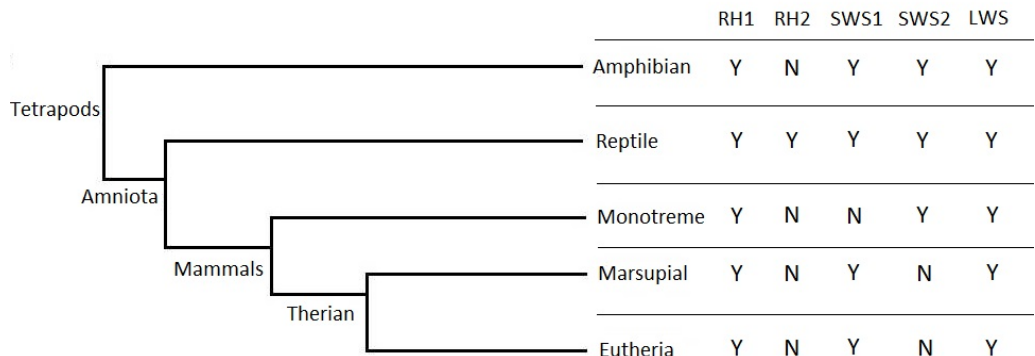 RH1 RH2 SWS1 SWS2 LWS
Amphibian Y N Y Y Y
Tetrapods
Reptile Y Y Y Y Y
Amniota
Monotreme Y N N Y Y
Mammals
Marsupial Y N Y N Y
Therian
Eutheria Y N Y N Y